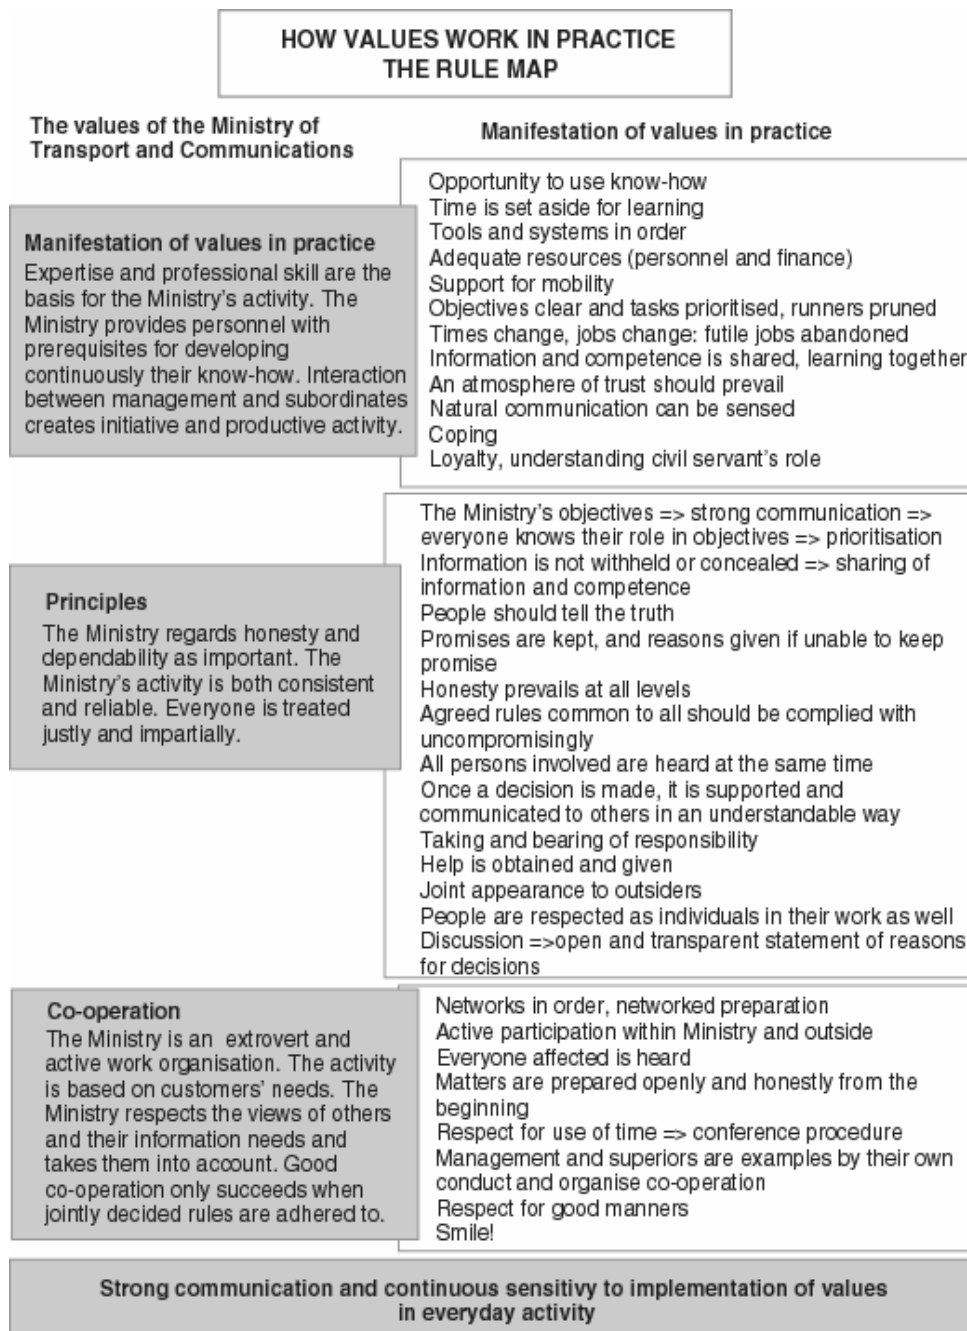 HOW VALUES WORK IN PRACTICE
THE RULE MAP
The values of the Ministry of
Transport and Communications
Manifestation of values in practice
Manifestation of values in practice
Expertise and professional skill are the
basis for the Ministry's activity. The
Ministry provides personnel with
prerequisites for developing
continuously their know-how. Interaction
between management and subordinates
creates initiative and productive activity.
Opportunity to use know-how
Time is set aside for learning
Tools and systems in order
Adequate resources (personnel and finance)
Support for mobility
Objectives clear and tasks prioritised, runners pruned
Times change, jobs change: futile jobs abandoned
Information and competence is shared, learning together
An atmosphere of trust should prevail
Natural communication can be sensed
Coping
Loyalty, understanding civil servant's role
Principles
The Ministry regards honesty and
dependability as important. The
Ministry's activity is both consistent
and reliable. Everyone is treated
justly and impartially.
The Ministry's objectives => strong communication =>
everyone knows their role in objectives => prioritisation
Information is not withheld or concealed => sharing of
information and competence
People should tell the truth
Promises are kept, and reasons given if unable to keep
promise
Honesty prevails at all levels
Agreed rules common to all should be complied with
uncompromisingly
All persons involved are heard at the same time
Once a decision is made, it is supported and
communicated to others in an understandable way
Taking and bearing of responsibility
Help is obtained and given
Joint appearance to outsiders
People are respected as individuals in their work as well
Discussion =>open and transparent statement of reasons
for decisions
Co-operation
The Ministry is an extrovert and
active work organisation. The activity
is based on customers' needs. The
Ministry respects the views of others
and their information needs and
takes them into account. Good
co-operation only succeeds when
jointly decided rules are adhered to.
Networks in order, networked preparation
Active participation within Ministry and outside
Everyone affected is heard
Matters are prepared openly and honestly from the
beginning
Respect for use of time => conference procedure
Management and superiors are examples by their own
conduct and organise co-operation
Respect for good manners
Smile!
Strong communication and continuous sensitivy to implementation of values
in everyday activity